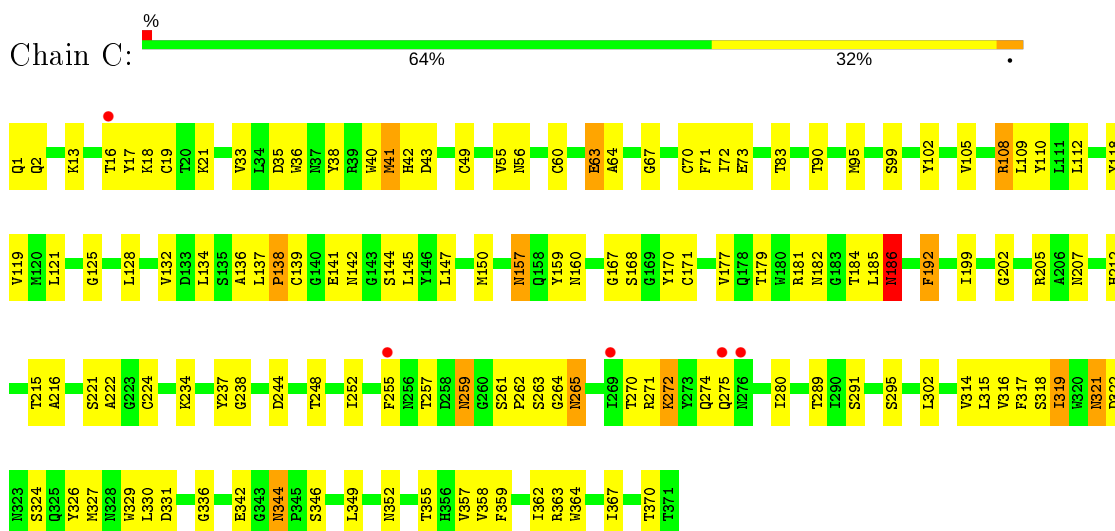 %
Chain C:
64% 32% •
Q1 Q2 K13 T16 Y17 K18 C19 T20 K21 V33 L34 D35 W36 N37 Y38 R39 W40 M41 H42 D43 C49 V55 N56 C60 E63 A64 G67 C70 F71 I72 E73 T83 T90 M95 S99 Y102 V105 R108 L109 Y110 L111 L112 Y118
V119 M120 L121 G125 L128 V132 D133 L134 S135 A136 L137 P138 C139 G140 E141 N142 G143 S144 L145 Y146 L147 M150 N157 Q158 Y159 N160 G167 S168 G169 Y170 C171 V177 Q178 T179 W180 R181 N182 G183 T184 L185 N186 F192 I199 G202 R205 A206 N207 H212
T215 A216 S221 A222 G223 C224 K234 Y237 G238 D244 T248 I252 F255 N256 T257 D258 N259 G260 S261 P262 S263 G264 N265 I269 T270 R271 K272 Y273 Q274 Q275 N276 I280 T289 I290 S291 S295 L302 V314 L315 V316 F317 S318 I319 W320 N321 D322
N323 S324 Q325 Y326 M327 N328 W329 L330 D331 G336 E342 G343 N344 P345 S346 L349 N352 T355 H356 V357 V358 F359 I362 R363 W364 I367 T370 T371